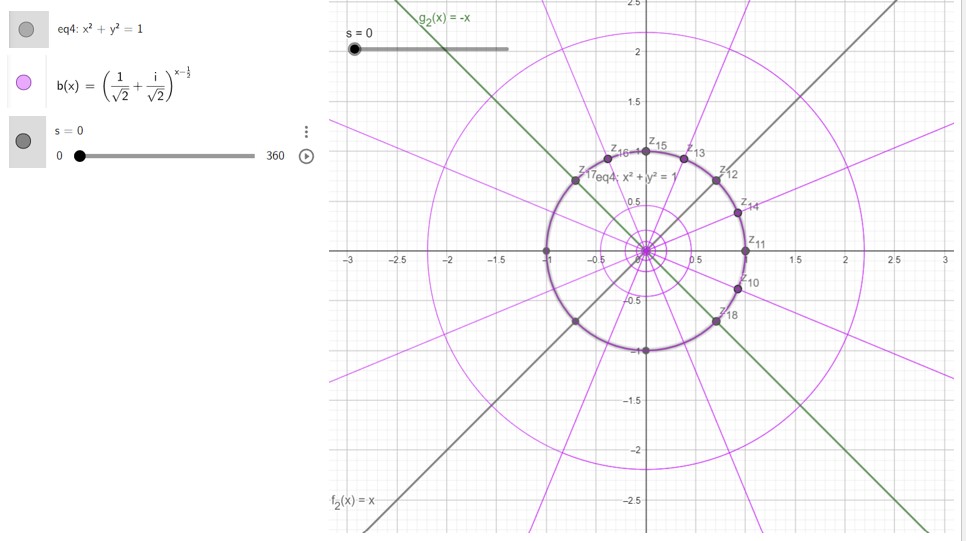 eq4: x² + y² = 1
b(x) = (1/√2 + i/√2)^(x−1/2)
s = 0
0 360
g₂(x) = -x
s = 0
2.5
2
1.5
z₁₆ 1 z₁₅ z₁₃
z₁₇ eq4: x² + y² = 1 z₁₂
0.5 z₁₄
z₁₁
−3 −2.5 −2 −1.5 −1 −0.5 0 0.5 1 1.5 2 2.5 3
z₁₀
−0.5
z₁₈
−1
−1.5
−2
f₂(x) = x
−2.5